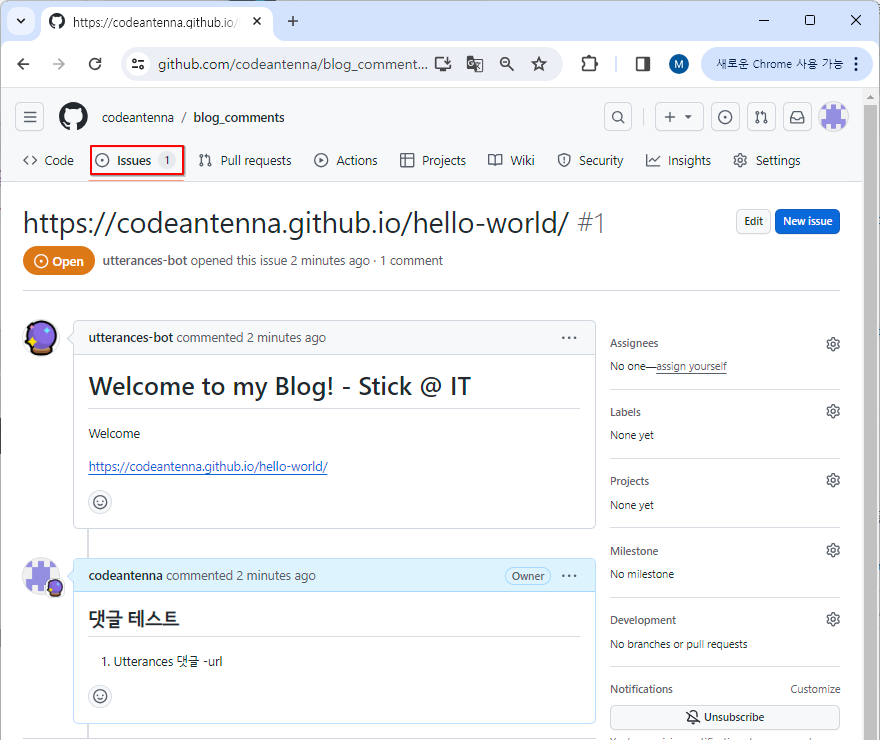 https://codeantenna.github.io/
github.com/codeantenna/blog_comment...
M
새로운 Chrome 사용 가능
codeantenna / blog_comments
Code
Issues 1
Pull requests
Actions
Projects
Wiki
Security
Insights
Settings
https://codeantenna.github.io/hello-world/ #1
Edit
New issue
Open
utterances-bot opened this issue 2 minutes ago · 1 comment
utterances-bot commented 2 minutes ago
Welcome to my Blog! - Stick @ IT
Welcome
https://codeantenna.github.io/hello-world/
codeantenna commented 2 minutes ago
Owner
댓글 테스트
1. Utterances 댓글 -url
Assignees
No one—assign yourself
Labels
None yet
Projects
None yet
Milestone
No milestone
Development
No branches or pull requests
Notifications
Customize
Unsubscribe